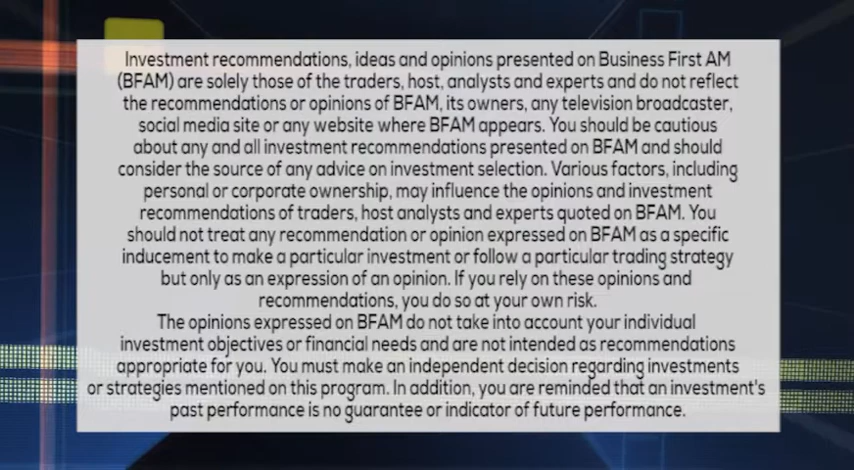 Investment recommendations, ideas and opinions presented on Business First AM
(BFAM) are solely those of the traders, host, analysts and experts and do not reflect
the recommendations or opinions of BFAM, its owners, any television broadcaster,
social media site or any website where BFAM appears. You should be cautious
about any and all investment recommendations presented on BFAM and should
consider the source of any advice on investment selection. Various factors, including
personal or corporate ownership, may influence the opinions and investment
recommendations of traders, host analysts and experts quoted on BFAM. You
should not treat any recommendation or opinion expressed on BFAM as a specific
inducement to make a particular investment or follow a particular trading strategy
but only as an expression of an opinion. If you rely on these opinions and
recommendations, you do so at your own risk.
The opinions expressed on BFAM do not take into account your individual
investment objectives or financial needs and are not intended as recommendations
appropriate for you. You must make an independent decision regarding investments
or strategies mentioned on this program. In addition, you are reminded that an investment's
past performance is no guarantee or indicator of future performance.